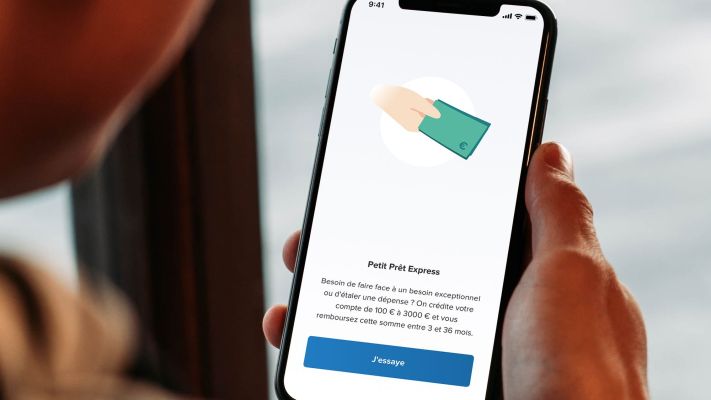 9:41
€
Petit Prêt Express
Besoin de faire face à un besoin exceptionnel
ou d'étaler une dépense ? On crédite votre
compte de 100 € à 3000 € et vous
remboursez cette somme entre 3 et 36 mois.
J'essaye